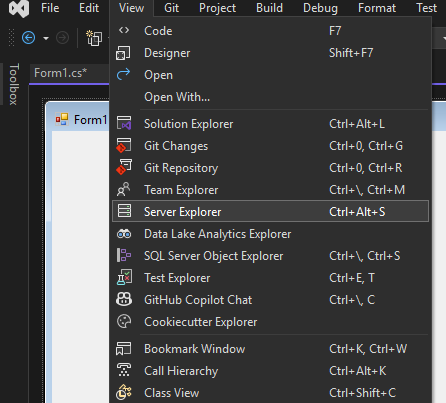 File Edit View Git Project Build Debug Format Test
Code F7
Designer Shift+F7
Open
Open With...
Toolbox
Form1.cs*
Form1
Solution Explorer Ctrl+Alt+L
Git Changes Ctrl+0, Ctrl+G
Git Repository Ctrl+0, Ctrl+R
Team Explorer Ctrl+\, Ctrl+M
Server Explorer Ctrl+Alt+S
Data Lake Analytics Explorer
SQL Server Object Explorer Ctrl+\, Ctrl+S
Test Explorer Ctrl+E, T
GitHub Copilot Chat Ctrl+\, C
Cookiecutter Explorer
Bookmark Window Ctrl+K, Ctrl+W
Call Hierarchy Ctrl+Alt+K
Class View Ctrl+Shift+C